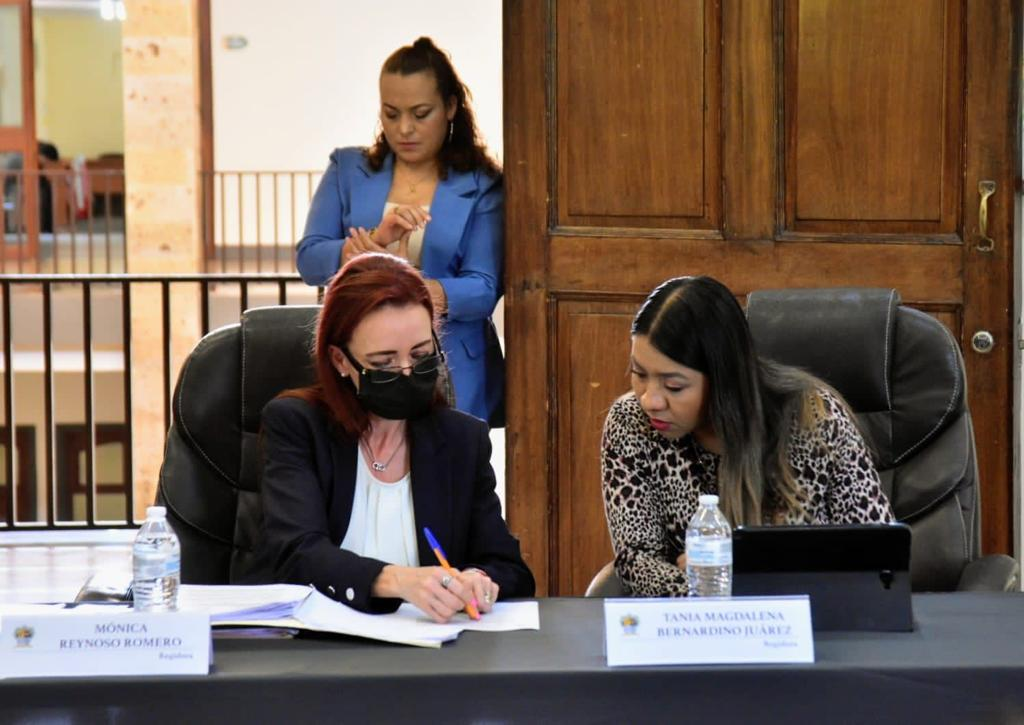 MÓNICA
REYNOSO ROMERO
Regidora
TANIA MAGDALENA
BERNARDINO JUÁREZ
Regidora